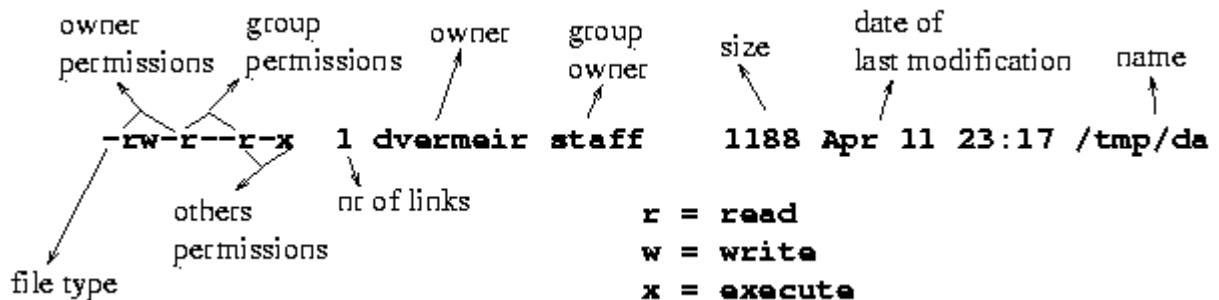 owner permissions
group permissions
owner
group owner
size
date of last modification
name
-rw-r--r-x 1 dvermeir staff 1188 Apr 11 23:17 /tmp/da
others permissions
nr of links
file type
r = read
w = write
x = execute